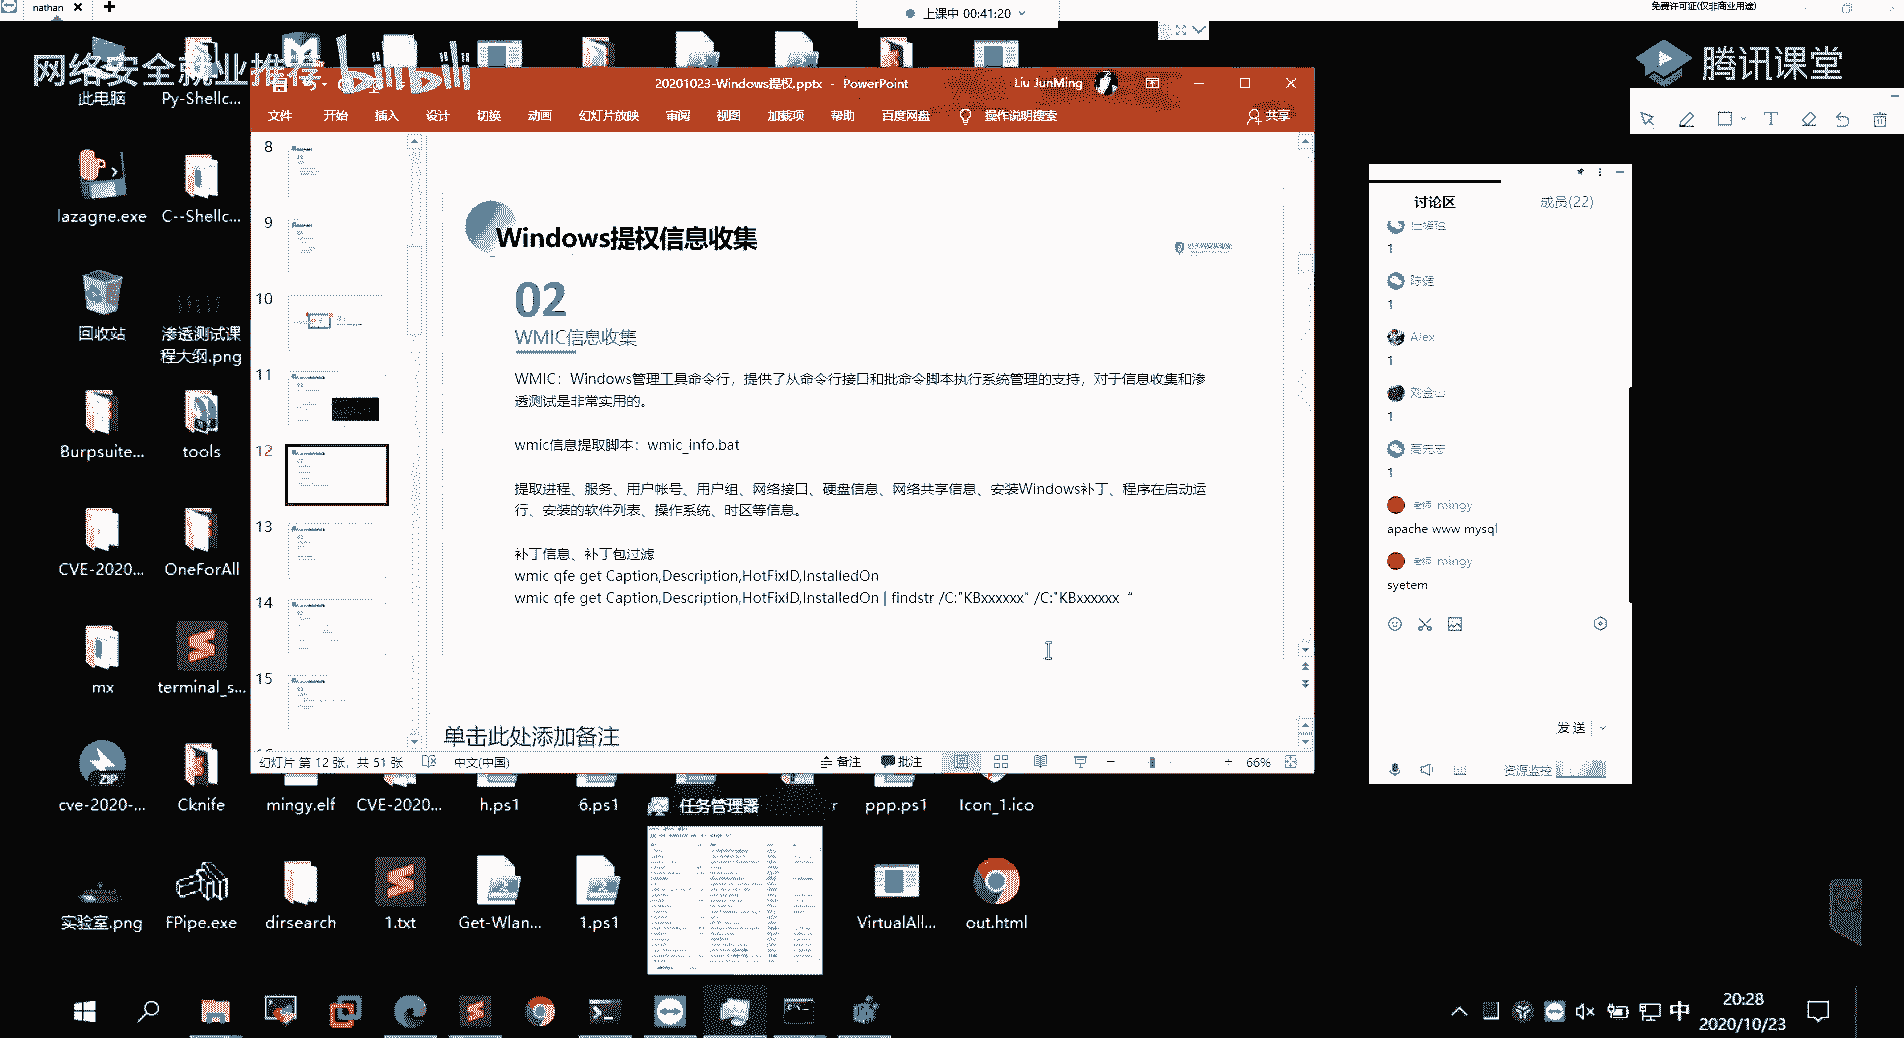 nathan
上课中 00:41:20
免费许可证(仅非商业用途)
网络安全就业推荐
bilibili
腾讯课堂
此电脑
Py-Shellc...
20201023-Windows提权.pptx - PowerPoint
Liu JunMing
文件 开始 插入 设计 切换 动画 幻灯片放映 审阅 视图 加载项 帮助 百度网盘 操作说明搜索 共享
lazagne.exe
C--Shellc...
回收站
渗透测试课程大纲.png
Burpsuite...
tools
CVE-2020...
OneForAll
mx
terminal_s...
8
9
10
11
12
13
14
15
Windows提权信息收集
02
WMIC信息收集
WMIC：Windows管理工具命令行，提供了从命令行接口和批命令脚本执行系统管理的支持，对于信息收集和渗
透测试是非常实用的。
wmic信息提取脚本：wmic_info.bat
提取进程、服务、用户帐号、用户组、网络接口、硬盘信息、网络共享信息、安装Windows补丁、程序在启动运
行、安装的软件列表、操作系统、时区等信息。
补丁信息、补丁包过滤
wmic qfe get Caption,Description,HotFixID,InstalledOn
wmic qfe get Caption,Description,HotFixID,InstalledOn | findstr /C:"KBxxxxxx" /C:"KBxxxxxx “
单击此处添加备注
幻灯片 第 12 张，共 51 张
中文(中国)
备注
批注
66%
讨论区
成员(22)
1
陈健
1
Alex
1
1
1
老师 mingy
apache www mysql
老师 mingy
syetem
发送
资源监控
cve-2020-...
Cknife
mingy.elf
CVE-2020...
h.ps1
6.ps1
任务管理器
r
ppp.ps1
Icon_1.ico
实验室.png
FPipe.exe
dirsearch
1.txt
Get-Wlan...
1.ps1
VirtualAll...
out.html
中
20:28
2020/10/23